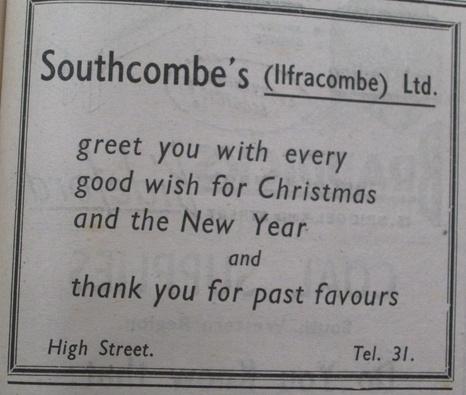 Southcombe's (Ilfracombe) Ltd.
greet you with every
good wish for Christmas
and the New Year
and
thank you for past favours
High Street. Tel. 31.